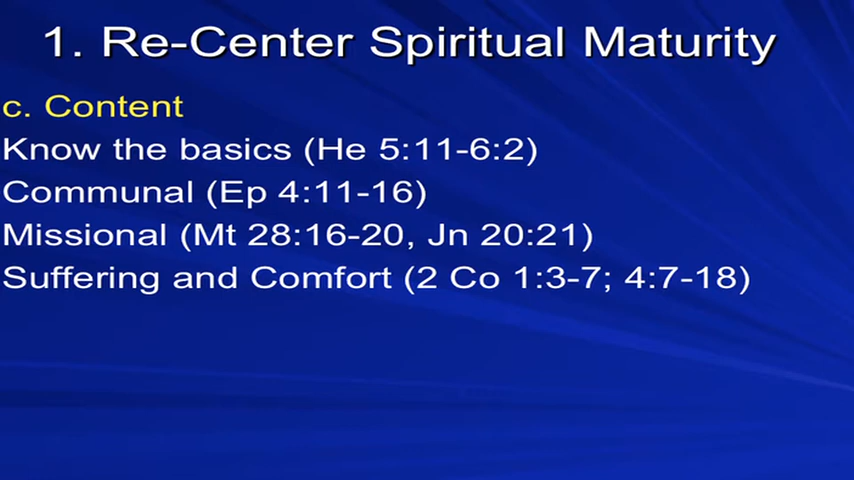 1. Re-Center Spiritual Maturity
c. Content
Know the basics (He 5:11-6:2)
Communal (Ep 4:11-16)
Missional (Mt 28:16-20, Jn 20:21)
Suffering and Comfort (2 Co 1:3-7; 4:7-18)